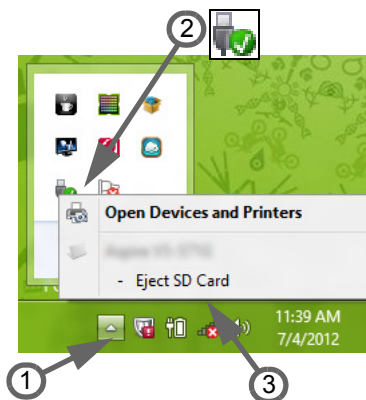 2
Open Devices and Printers
- Eject SD Card
11:39 AM
7/4/2012
1
3